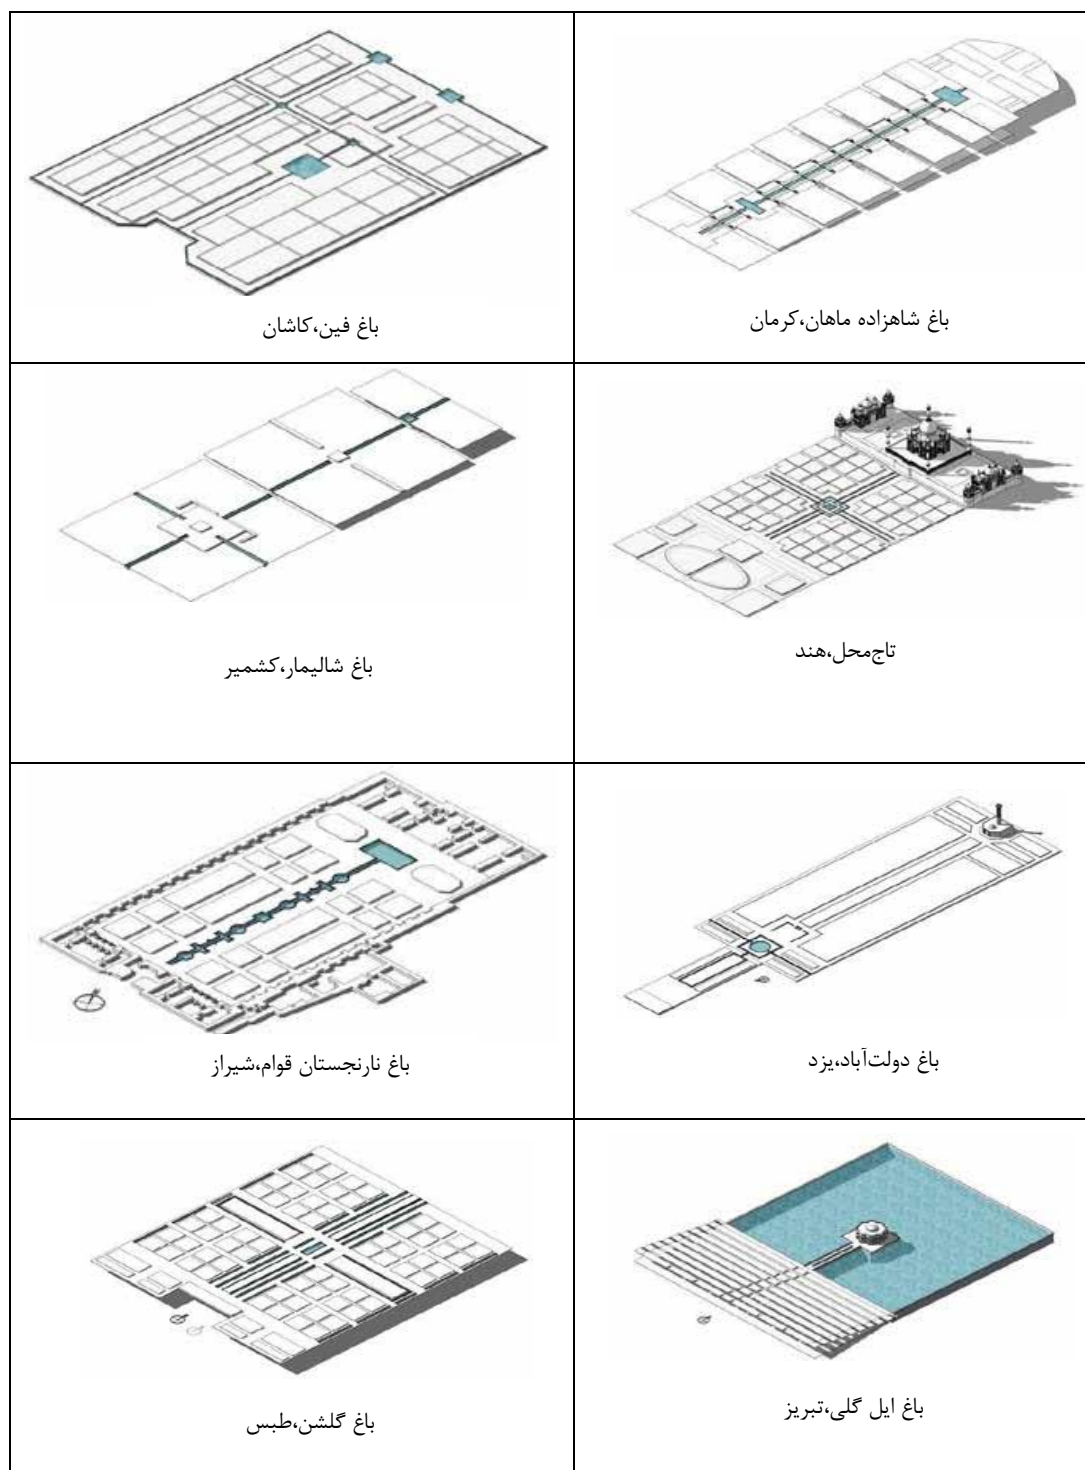 باغ شاهزاده ماهان،کرمان
باغ فین،کاشان
تاج‌محل،هند
باغ شالیمار،کشمیر
باغ دولت‌آباد،یزد
باغ نارنجستان قوام،شیراز
باغ ایل گلی،تبریز
باغ گلشن،طبس